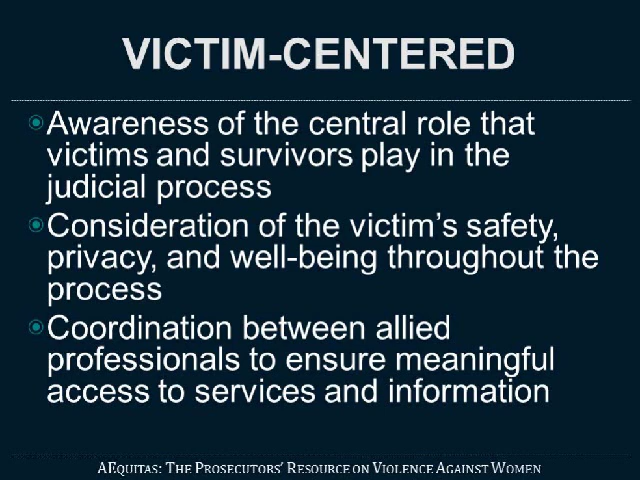 VICTIM-CENTERED
Awareness of the central role that
victims and survivors play in the
judicial process
Consideration of the victim's safety,
privacy, and well-being throughout the
process
Coordination between allied
professionals to ensure meaningful
access to services and information
AEQUITAS: THE PROSECUTORS' RESOURCE ON VIOLENCE AGAINST WOMEN